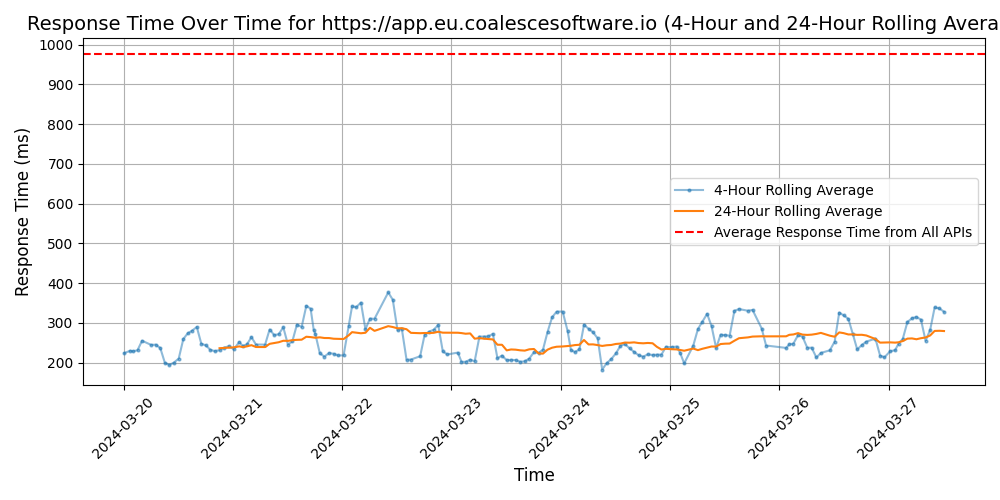 Response Time Over Time for https://app.eu.coalescesoftware.io (4-Hour and 24-Hour Rolling Avera
1000
900
800
700
600
500
400
300
200
Response Time (ms)
4-Hour Rolling Average
24-Hour Rolling Average
Average Response Time from All APIs
2024-03-20
2024-03-21
2024-03-22
2024-03-23
2024-03-24
2024-03-25
2024-03-26
2024-03-27
Time